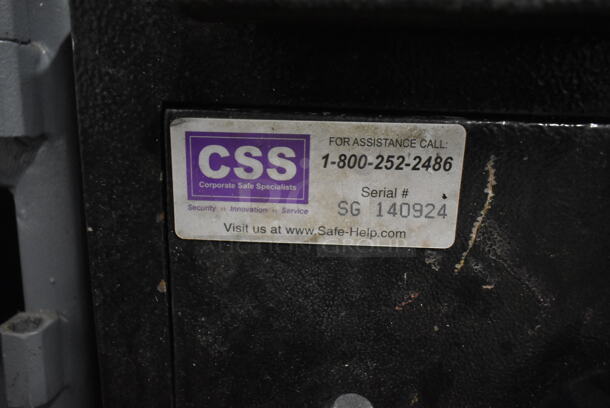 CSS
Corporate Safe Specialists
Security ›› Innovation ›› Service
FOR ASSISTANCE CALL:
1-800-252-2486
Serial #
SG 140924
Visit us at www.Safe-Help.com